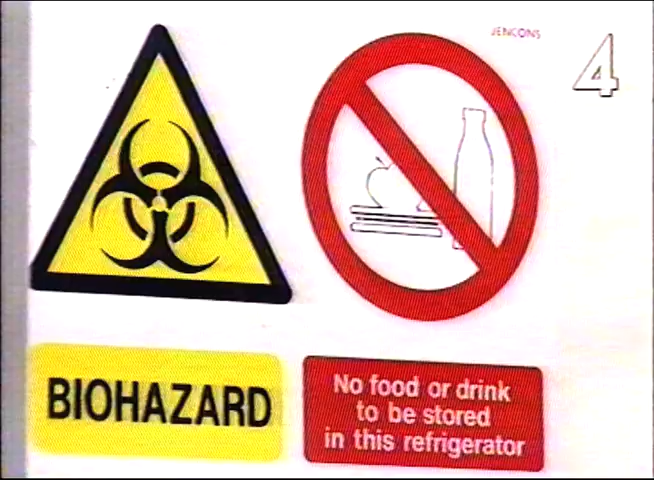 JENCONS
4
BIOHAZARD
No food or drink
to be stored
in this refrigerator